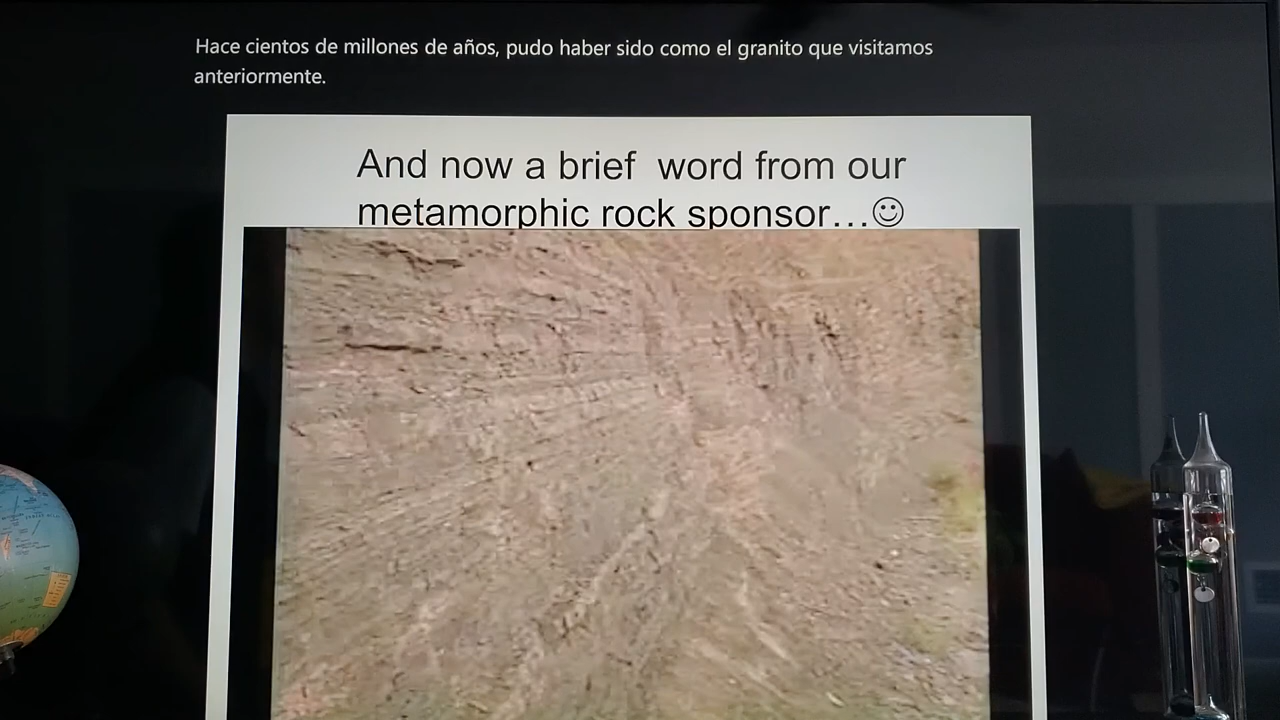 Hace cientos de millones de años, pudo haber sido como el granito que visitamos
anteriormente.
And now a brief  word from our
metamorphic rock sponsor...☺